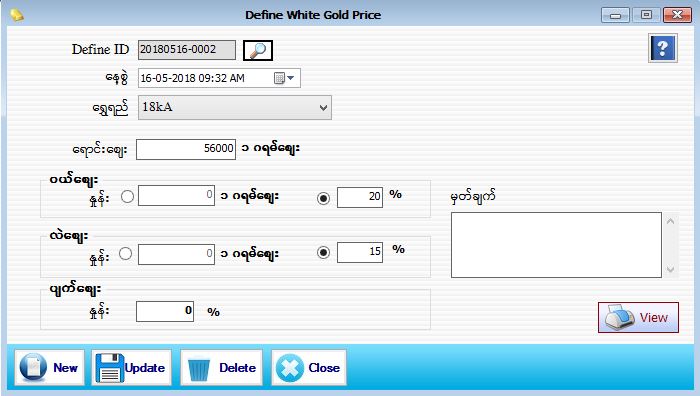 Define White Gold Price
Define ID 20180516-0002
နေ့စွဲ 16-05-2018 09:32 AM
ရွှေရည် 18kA
ရောင်းဈေး 56000 ၁ ဂရမ်ဈေး
ဝယ်ဈေး
နှုန်း 0 ၁ ဂရမ်ဈေး 20 %
မှတ်ချက်
လဲဈေး
နှုန်း 0 ၁ ဂရမ်ဈေး 15 %
ပျက်ဈေး
နှုန်း 0 %
View
New Update Delete Close